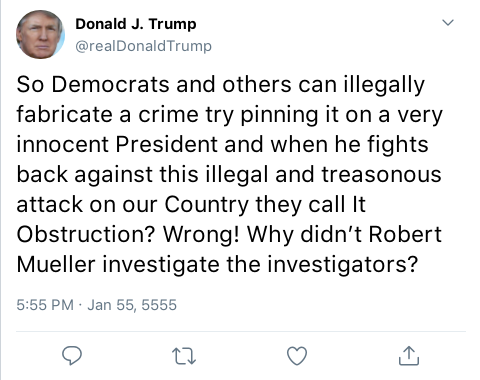 Donald J. Trump
@realDonaldTrump
So Democrats and others can illegally
fabricate a crime try pinning it on a very
innocent President and when he fights
back against this illegal and treasonous
attack on our Country they call It
Obstruction? Wrong! Why didn't Robert
Mueller investigate the investigators?
5:55 PM · Jan 55, 5555